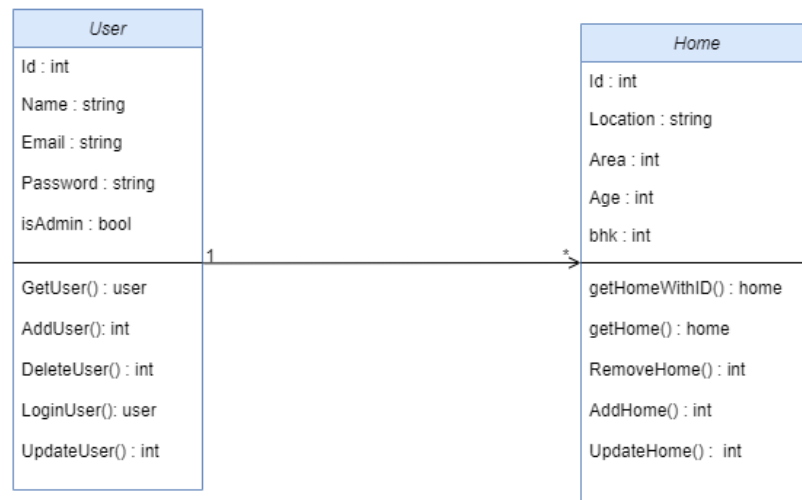 User
Id : int
Name : string
Email : string
Password : string
isAdmin : bool
GetUser() : user
AddUser(): int
DeleteUser() : int
LoginUser(): user
UpdateUser() : int
1
*
Home
Id : int
Location : string
Area : int
Age : int
bhk : int
getHomeWithID() : home
getHome() : home
RemoveHome() : int
AddHome() : int
UpdateHome() : int